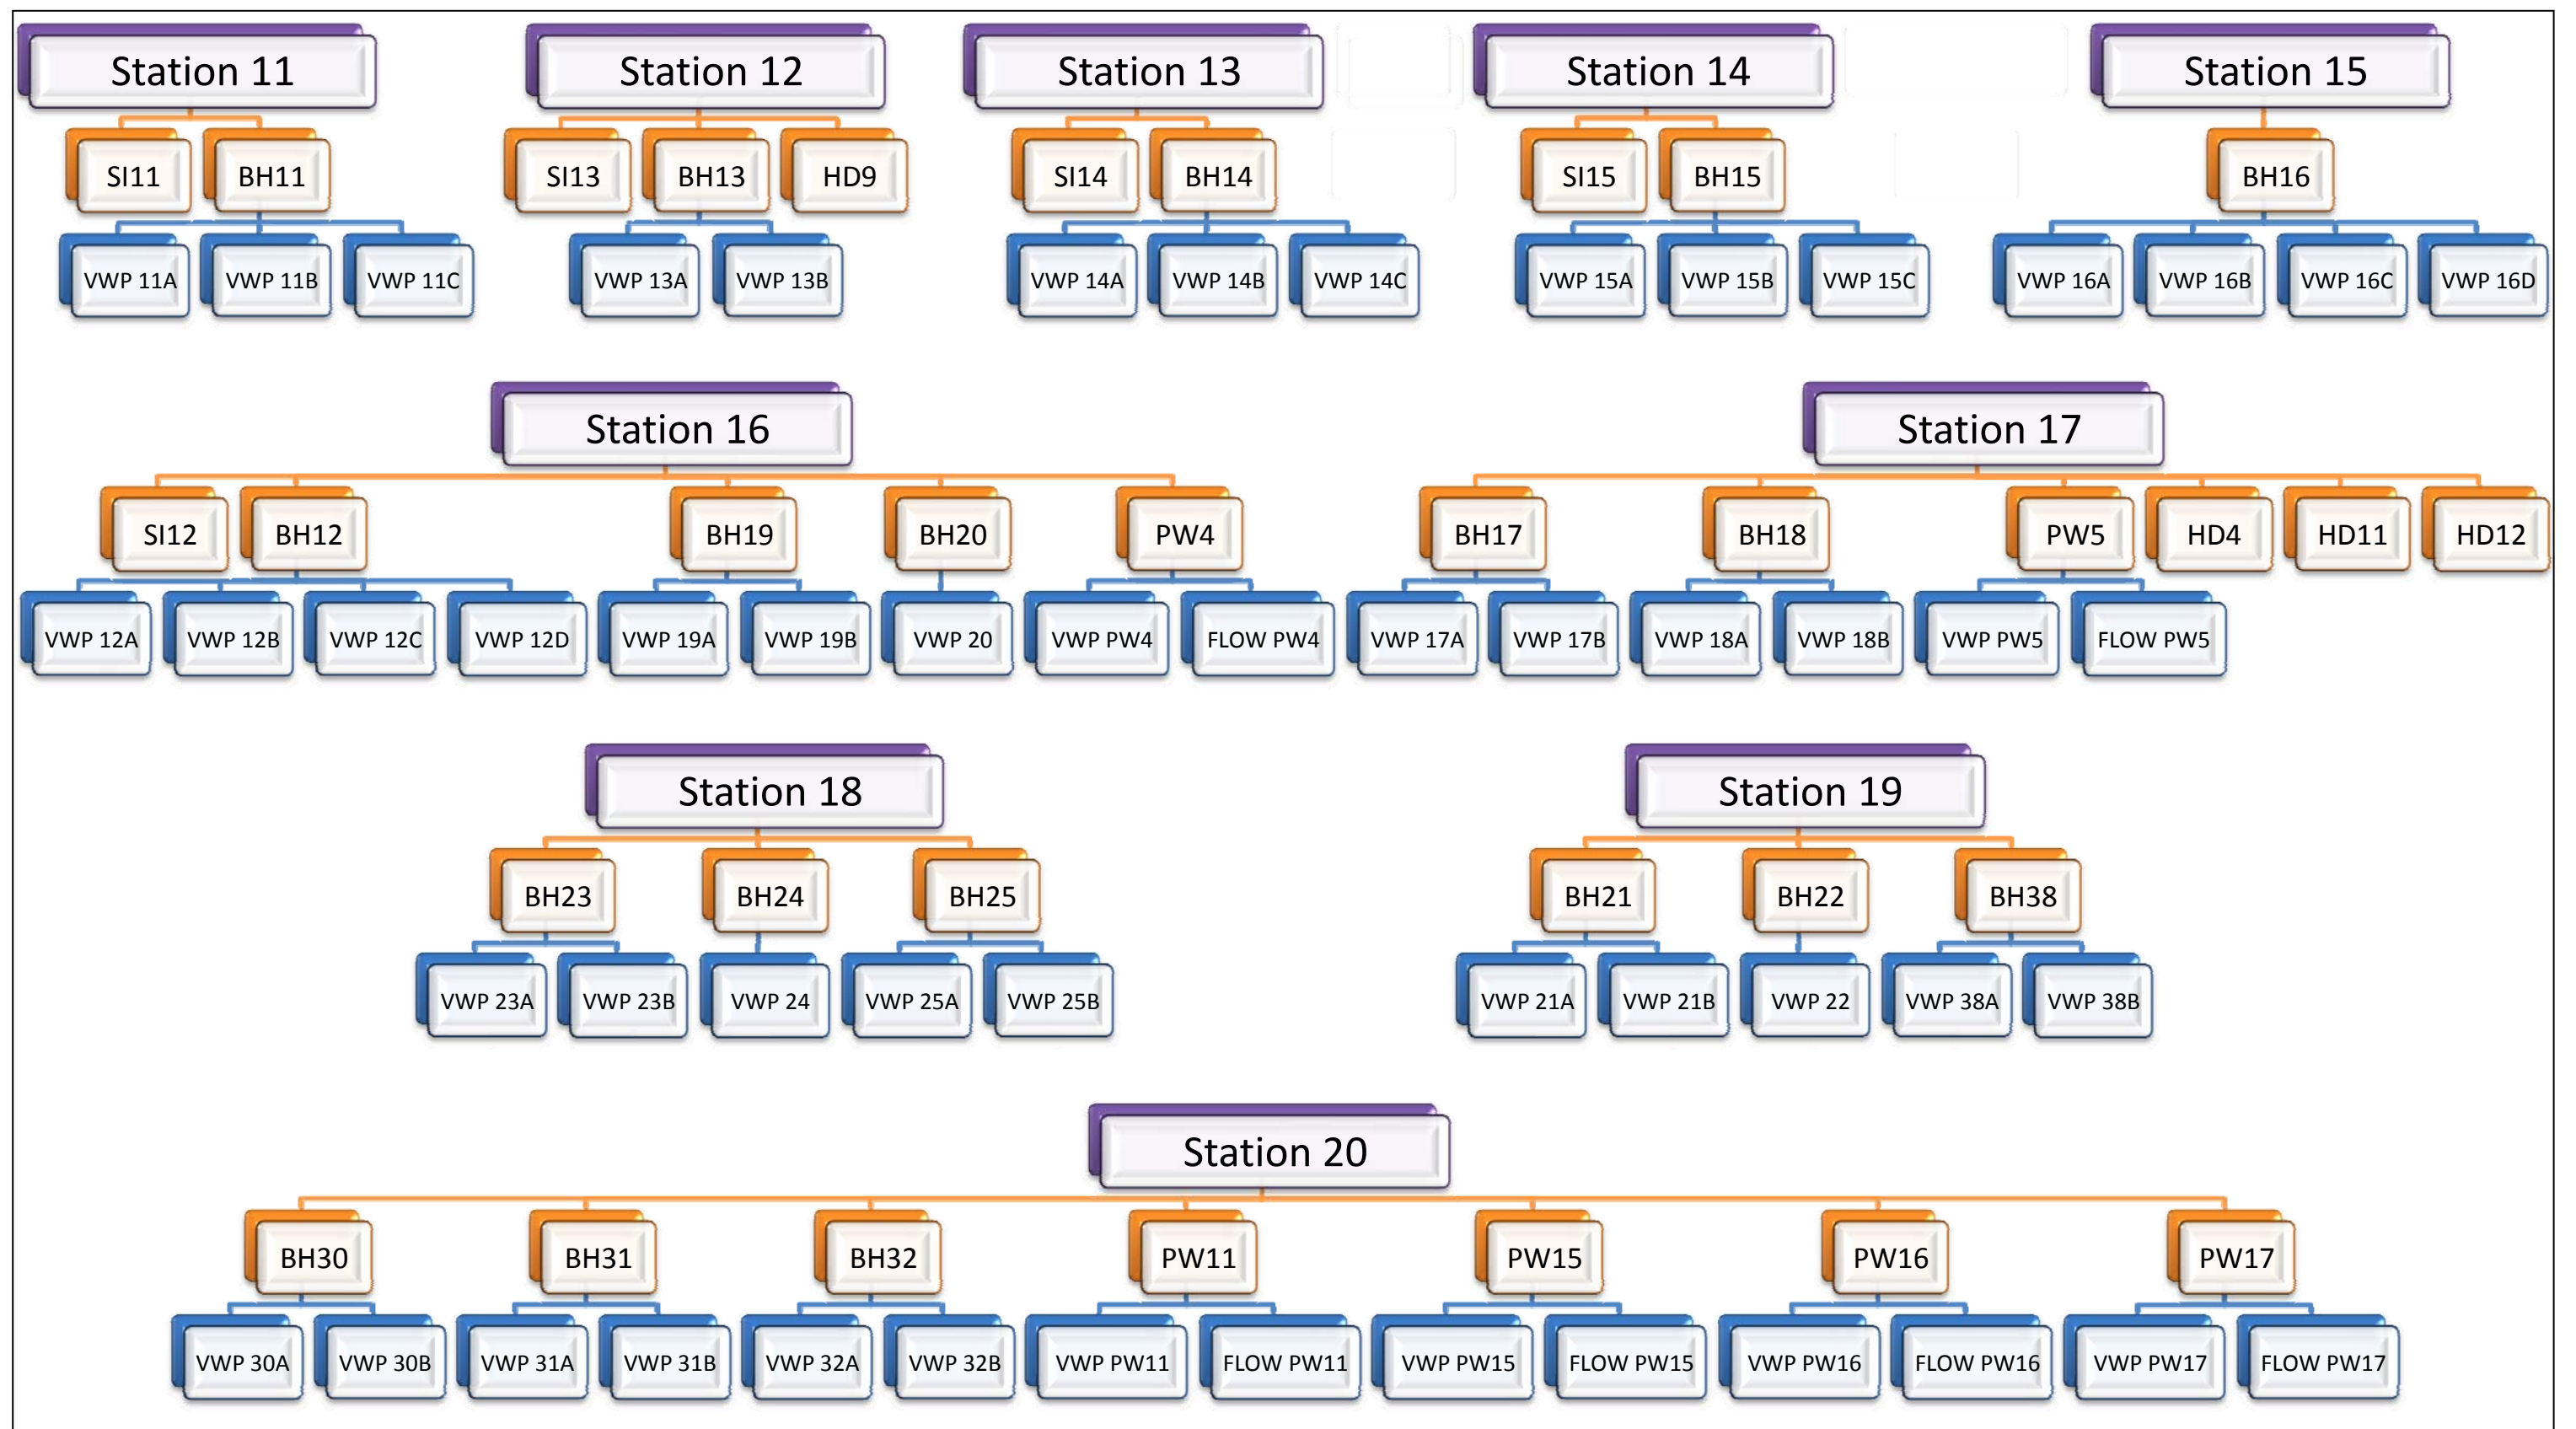 Station 11
Station 12
Station 13
Station 14
Station 15
SI11
BH11
SI13
BH13
HD9
SI14
BH14
SI15
BH15
BH16
VWP 11A
VWP 11B
VWP 11C
VWP 13A
VWP 13B
VWP 14A
VWP 14B
VWP 14C
VWP 15A
VWP 15B
VWP 15C
VWP 16A
VWP 16B
VWP 16C
VWP 16D
Station 16
Station 17
SI12
BH12
BH19
BH20
PW4
BH17
BH18
PW5
HD4
HD11
HD12
VWP 12A
VWP 12B
VWP 12C
VWP 12D
VWP 19A
VWP 19B
VWP 20
VWP PW4
FLOW PW4
VWP 17A
VWP 17B
VWP 18A
VWP 18B
VWP PW5
FLOW PW5
Station 18
Station 19
BH23
BH24
BH25
BH21
BH22
BH38
VWP 23A
VWP 23B
VWP 24
VWP 25A
VWP 25B
VWP 21A
VWP 21B
VWP 22
VWP 38A
VWP 38B
Station 20
BH30
BH31
BH32
PW11
PW15
PW16
PW17
VWP 30A
VWP 30B
VWP 31A
VWP 31B
VWP 32A
VWP 32B
VWP PW11
FLOW PW11
VWP PW15
FLOW PW15
VWP PW16
FLOW PW16
VWP PW17
FLOW PW17